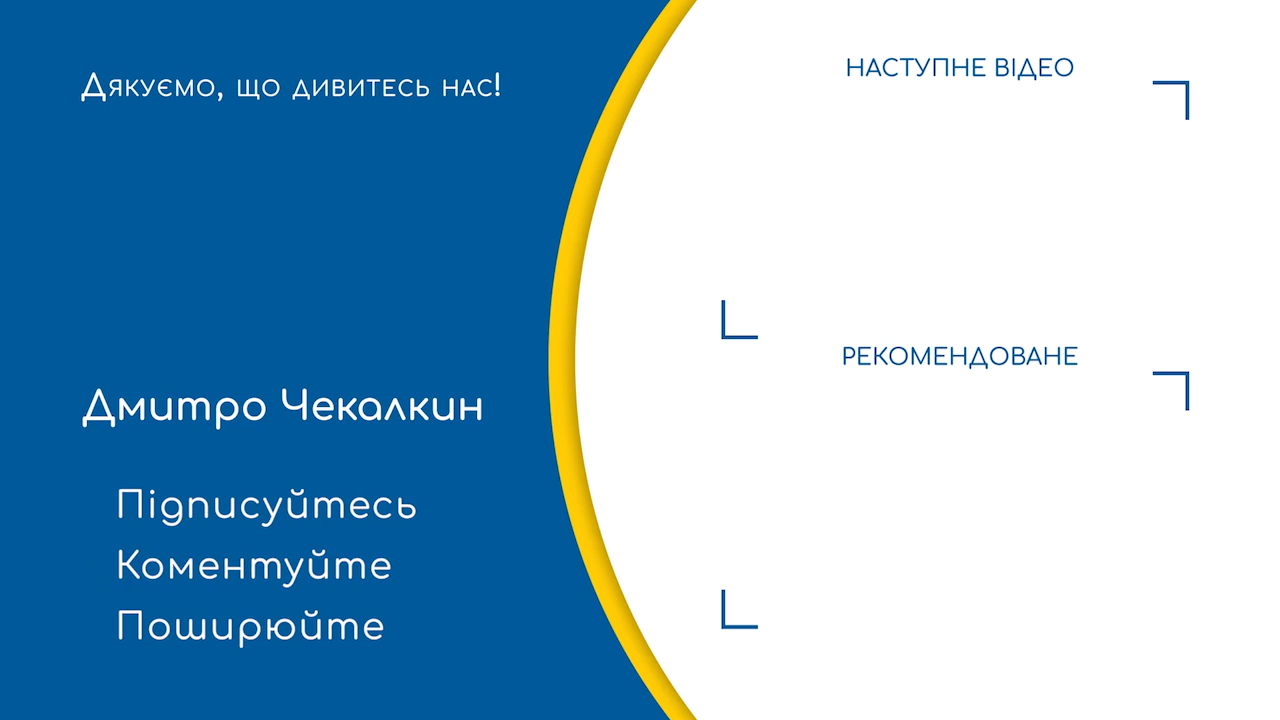 Дякуємо, що дивитесь нас!
Дмитро Чекалкин
Підписуйтесь
Коментуйте
Поширюйте
НАСТУПНЕ ВІДЕО
РЕКОМЕНДОВАНЕ